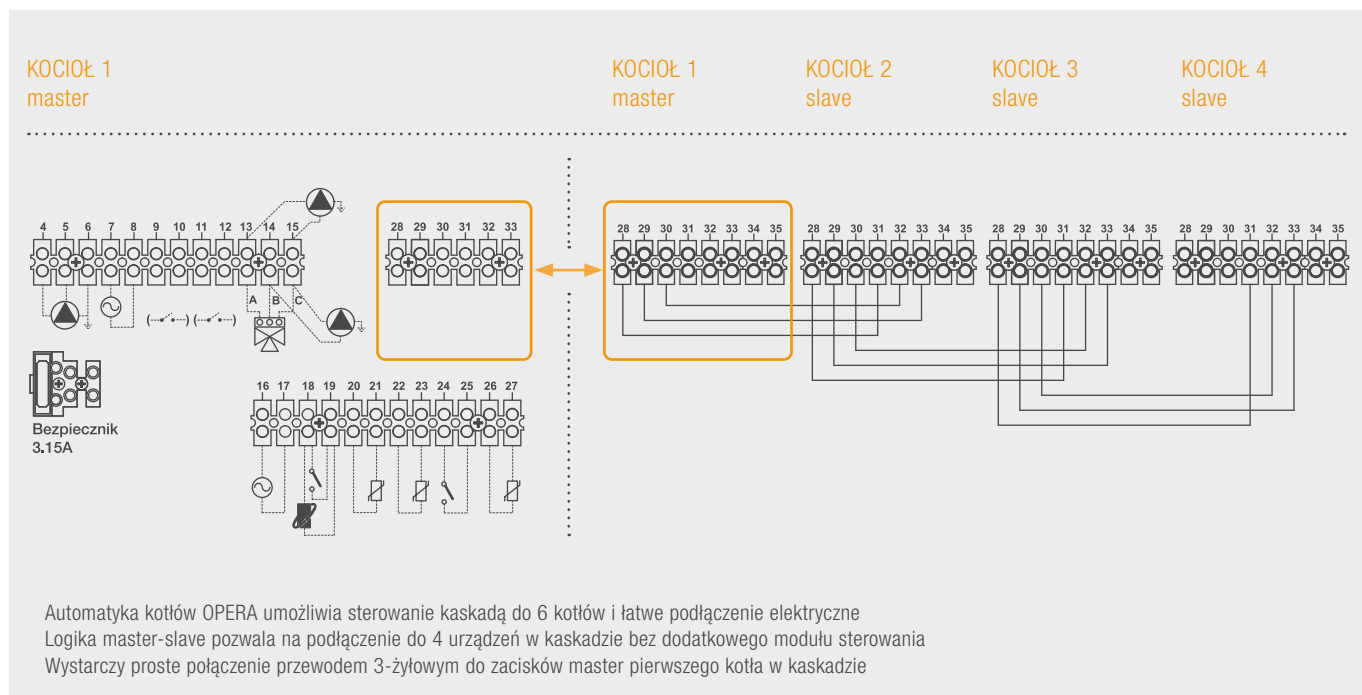 KOCIOŁ 1
master
KOCIOŁ 1
master
KOCIOŁ 2
slave
KOCIOŁ 3
slave
KOCIOŁ 4
slave
4 5 6 7 8 9 10 11 12 13 14 15
28 29 30 31 32 33
28 29 30 31 32 33 34 35
28 29 30 31 32 33 34 35
28 29 30 31 32 33 34 35
28 29 30 31 32 33 34 35
A B C
Bezpiecznik
3.15A
16 17 18 19 20 21 22 23 24 25 26 27
Automatyka kotłów OPERA umożliwia sterowanie kaskadą do 6 kotłów i łatwe podłączenie elektryczne
Logika master-slave pozwala na podłączenie do 4 urządzeń w kaskadzie bez dodatkowego modułu sterowania
Wystarczy proste połączenie przewodem 3-żyłowym do zacisków master pierwszego kotła w kaskadzie